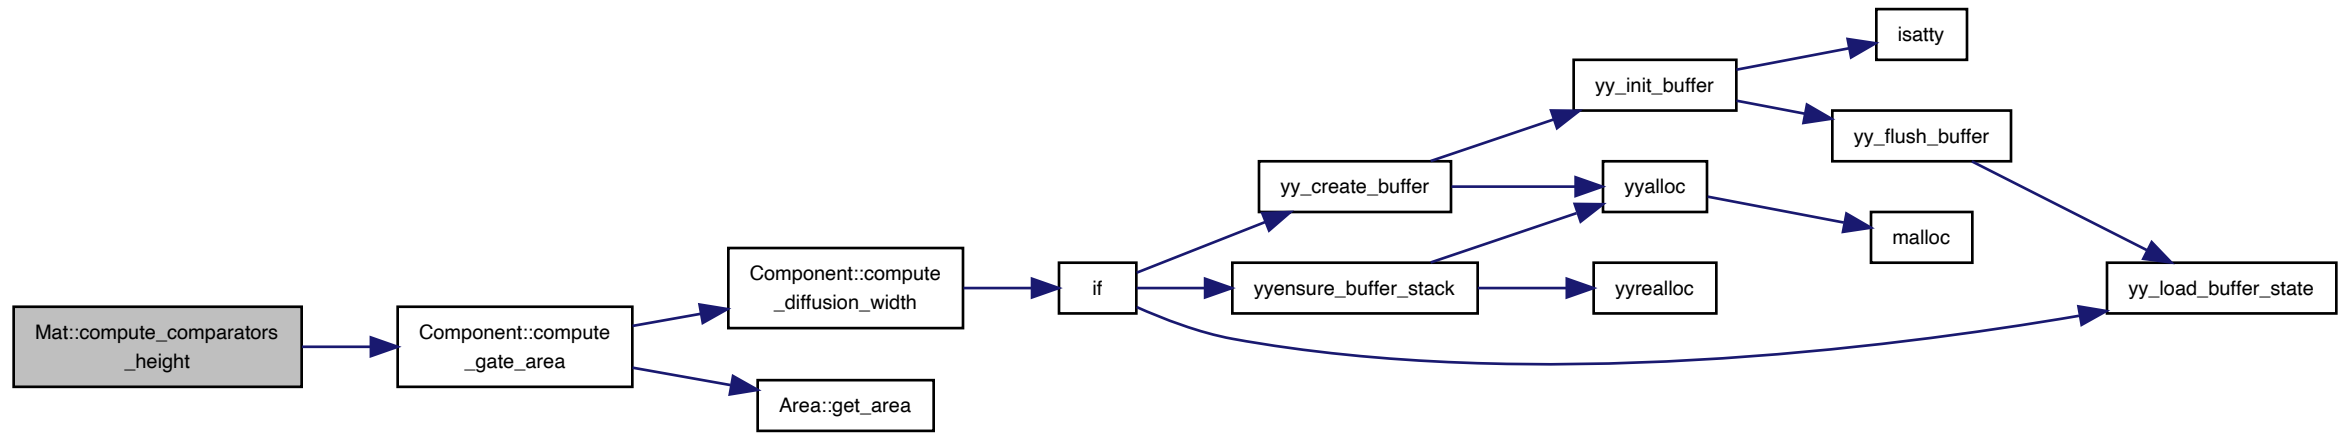 Mat::compute_comparators
_height
Component::compute
_gate_area
Component::compute
_diffusion_width
Area::get_area
if
yy_create_buffer
yyensure_buffer_stack
yy_init_buffer
yyalloc
yyrealloc
isatty
yy_flush_buffer
malloc
yy_load_buffer_state